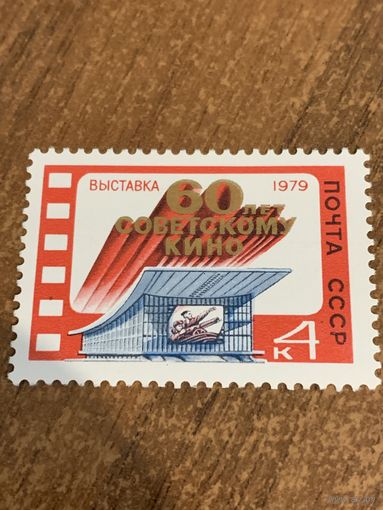 ВЫСТАВКА 1979
60 ЛЕТ
СОВЕТСКОМУ
КИНО
ПОЧТА СССР
4 К